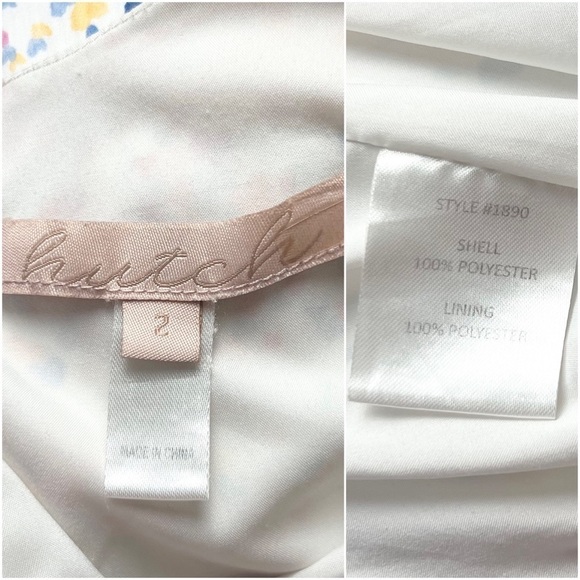 hutch
2
MADE IN CHINA
STYLE #1890
SHELL
100% POLYESTER
LINING
100% POLYESTER